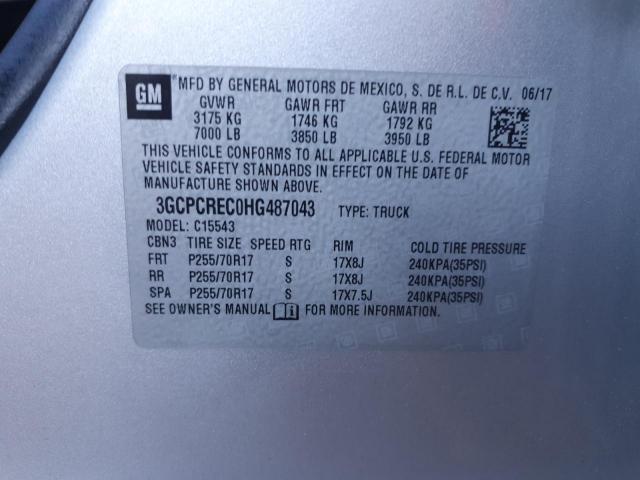 GM MFD BY GENERAL MOTORS DE MEXICO, S. DE R.L. DE C.V. 06/17
GVWR GAWR FRT GAWR RR
3175 KG 1746 KG 1792 KG
7000 LB 3850 LB 3950 LB
THIS VEHICLE CONFORMS TO ALL APPLICABLE U.S. FEDERAL MOTOR
VEHICLE SAFETY STANDARDS IN EFFECT ON THE DATE OF
MANUFACTURE SHOWN ABOVE.
3GCPCREC0HG487043 TYPE: TRUCK
MODEL: C15543
CBN3 TIRE SIZE SPEED RTG RIM COLD TIRE PRESSURE
FRT P255/70R17 S 17X8J 240KPA(35PSI)
RR P255/70R17 S 17X8J 240KPA(35PSI)
SPA P255/70R17 S 17X7.5J 240KPA(35PSI)
SEE OWNER'S MANUAL FOR MORE INFORMATION.